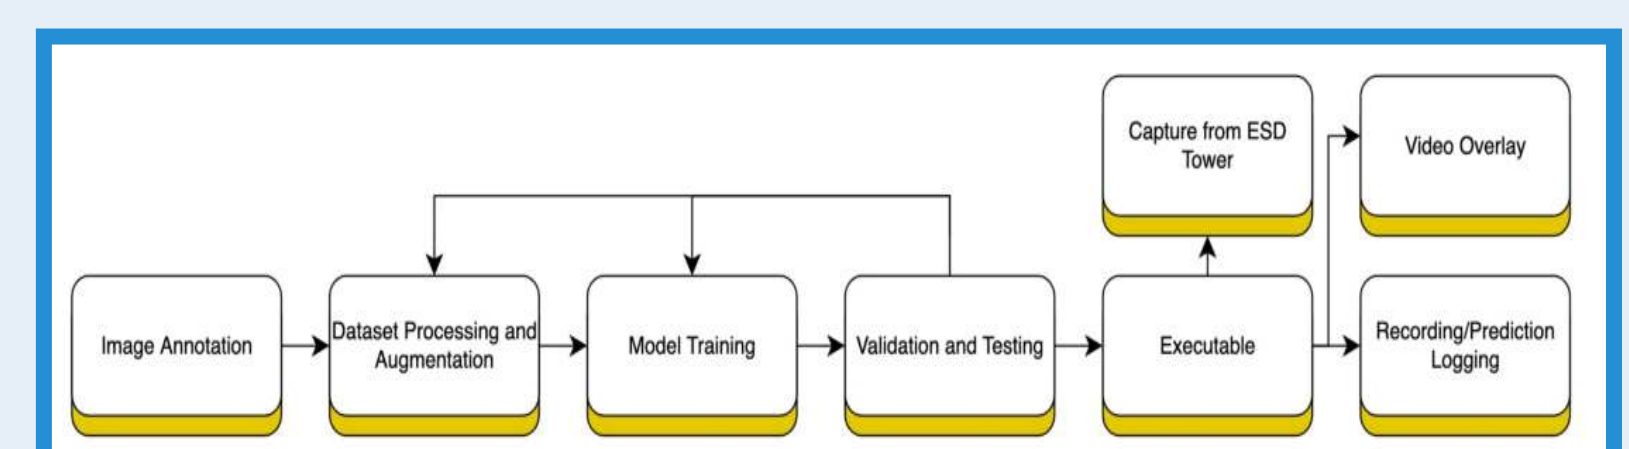 Capture from ESD
Tower
Video Overlay
Image Annotation
Dataset Processing and
Augmentation
Model Training
Validation and Testing
Executable
Recording/Prediction
Logging